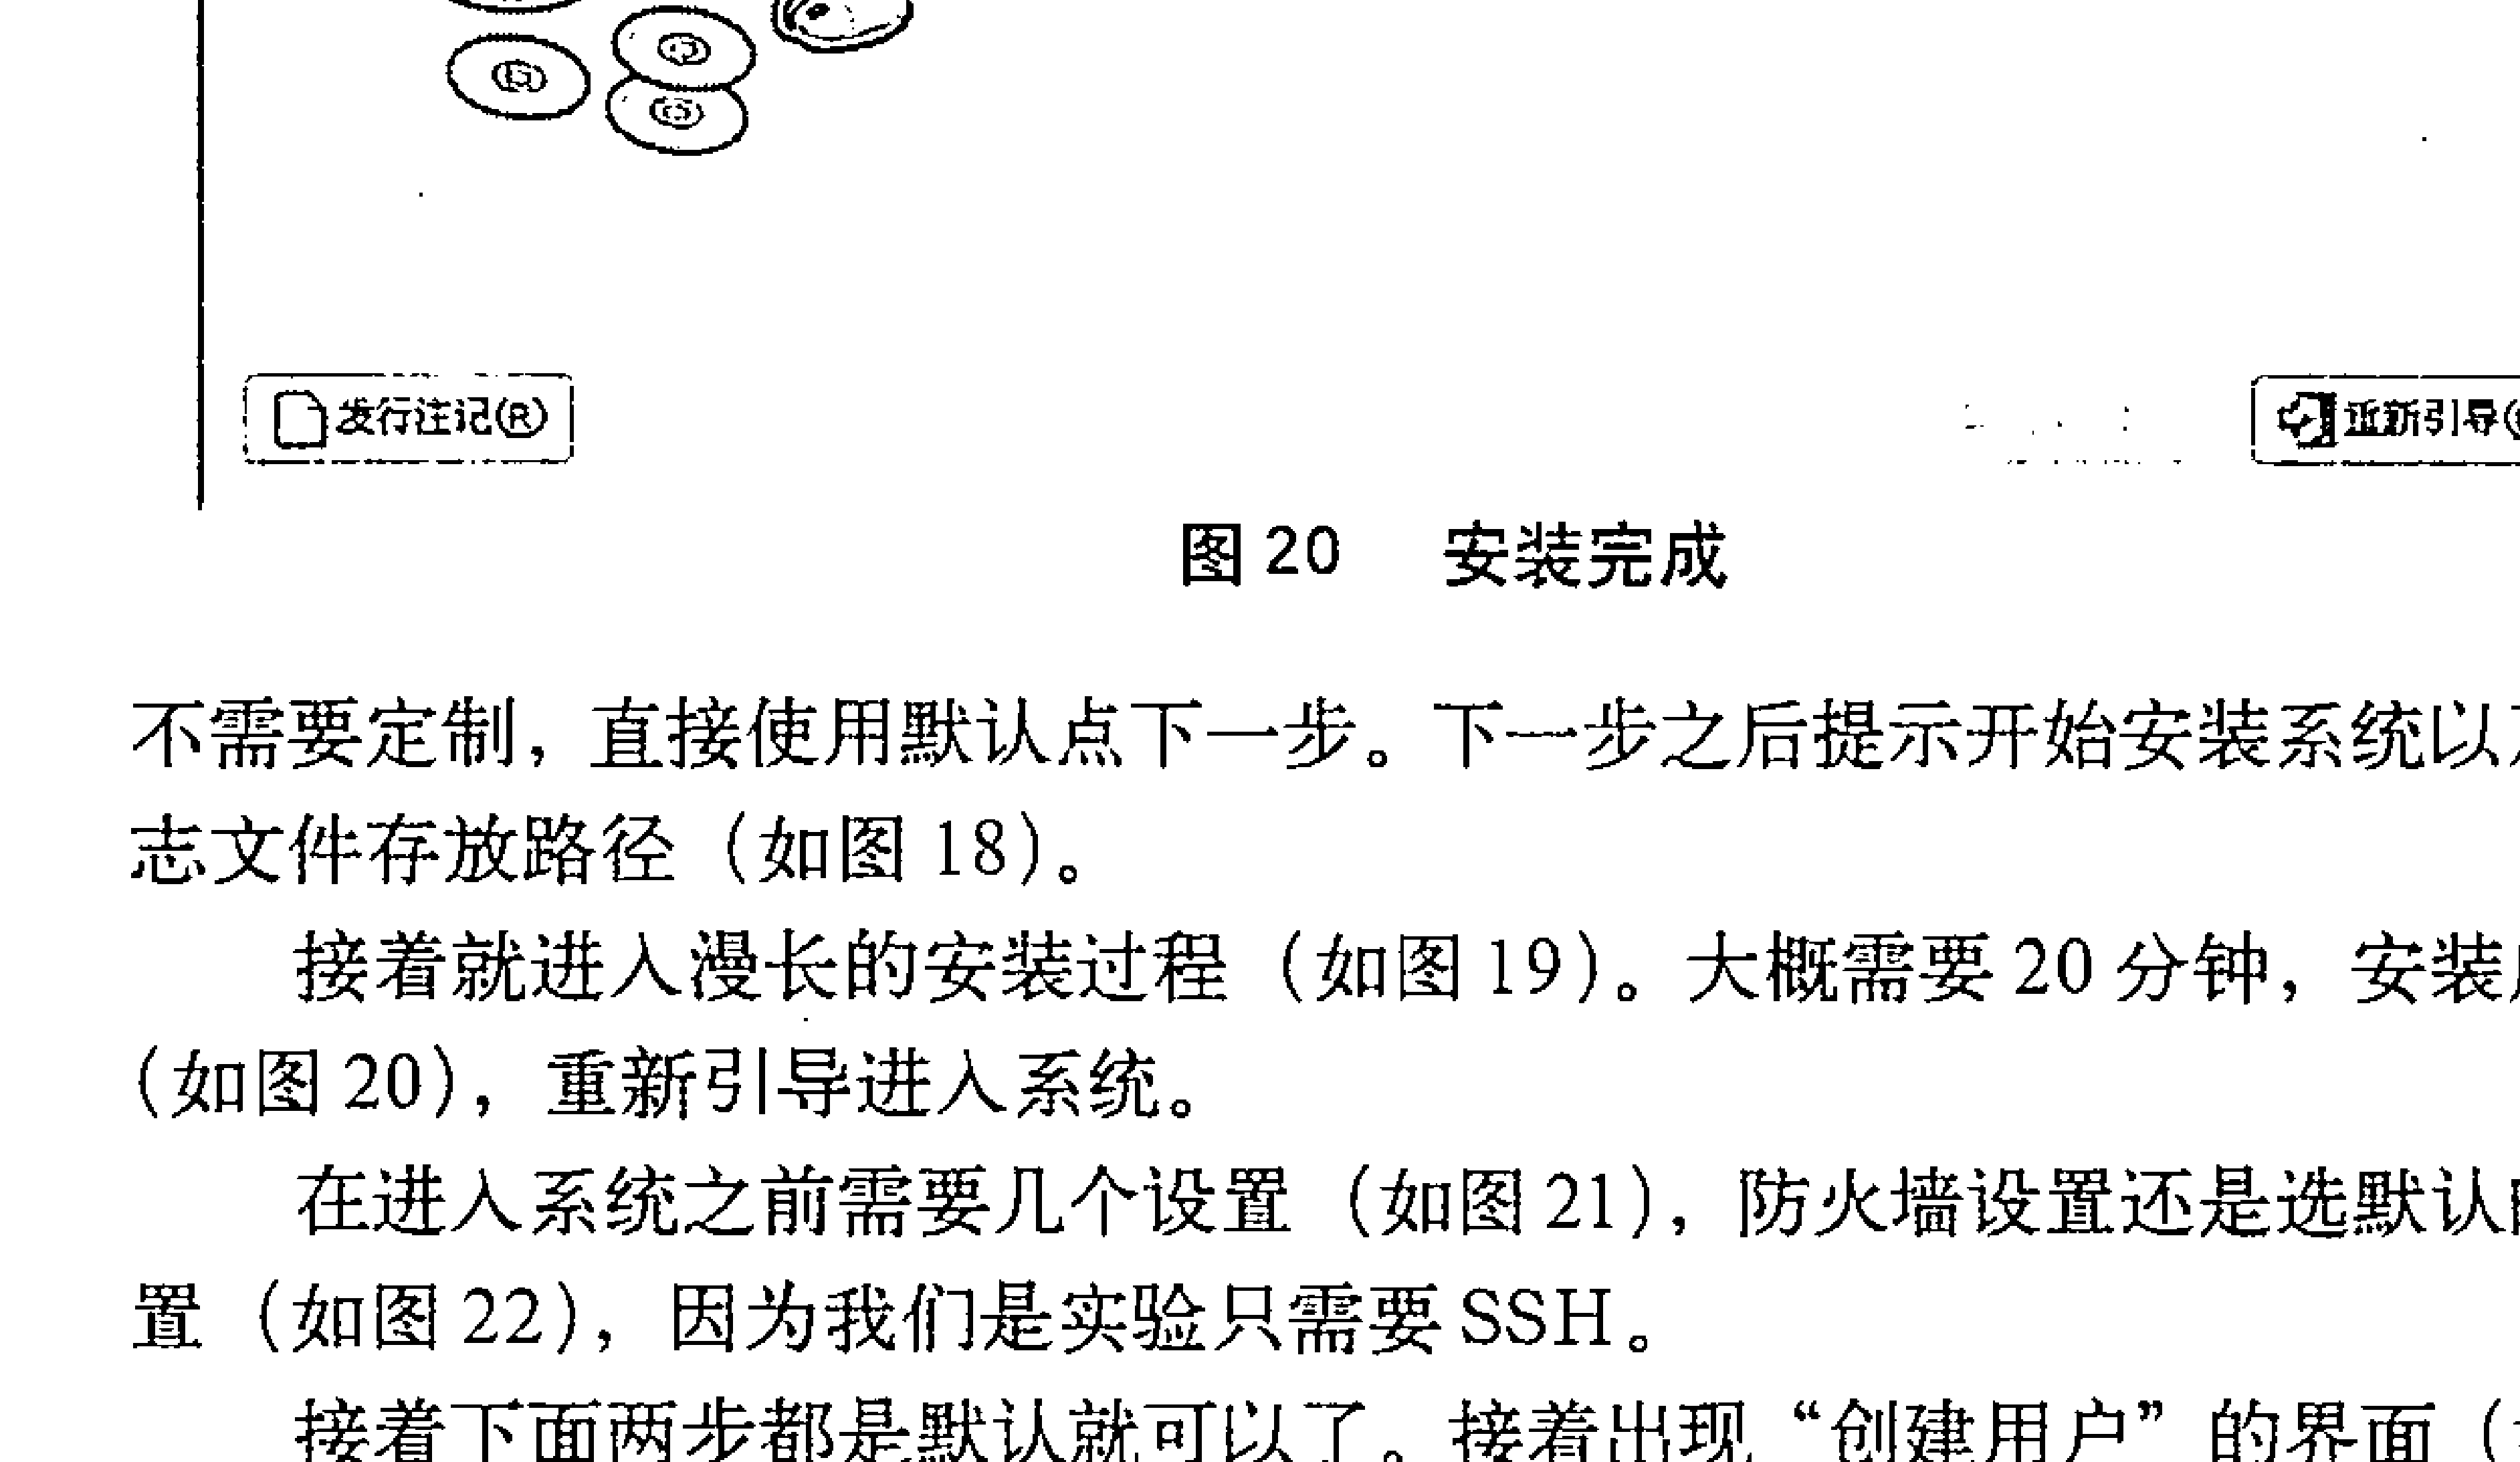 发行注记(R)
重新引导(
图 20 安装完成
不需要定制，直接使用默认点下一步。下一步之后提示开始安装系统以
志文件存放路径（如图 18）。
接着就进入漫长的安装过程（如图 19）。大概需要 20 分钟，安装
（如图 20），重新引导进入系统。
在进入系统之前需要几个设置（如图 21），防火墙设置还是选默认
置（如图 22），因为我们是实验只需要 SSH。
接着下面两步都是默认就可以了。接着出现“创建用户”的界面（